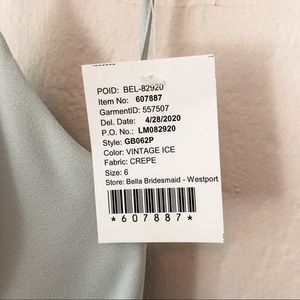 POID: BEL-82920
Item No: 607887
GarmentID: 557507
Del. Date: 4/28/2020
P.O. No.: LM082920
Style: GB062P
Color: VINTAGE ICE
Fabric: CREPE
Size: 6
Store: Bella Bridesmaid - Westport
*607887*